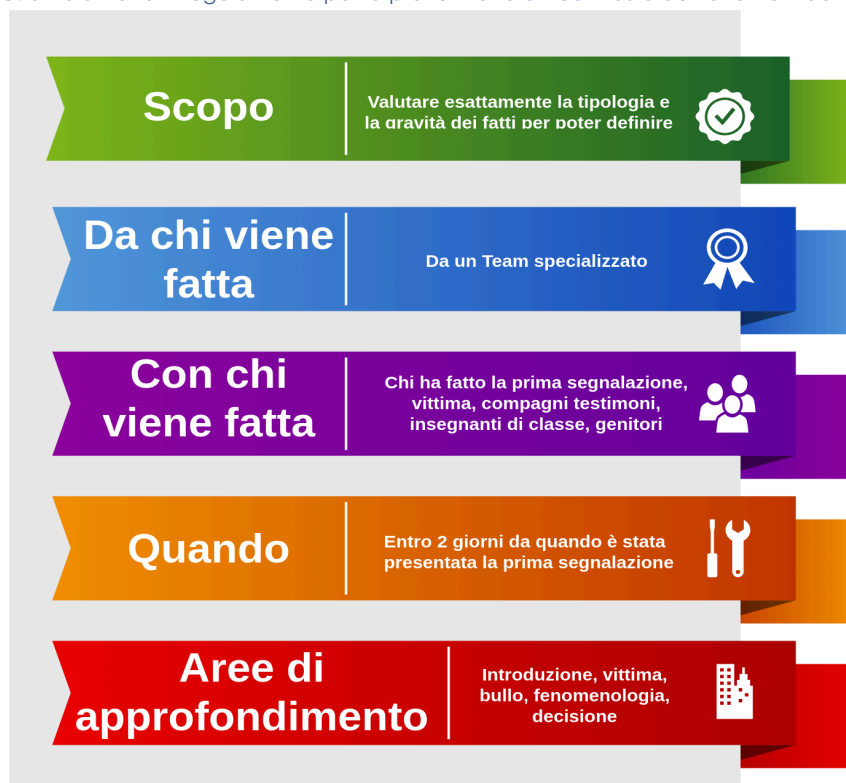 Scopo
Valutare esattamente la tipologia e
la gravità dei fatti per poter definire
Da chi viene
fatta
Da un Team specializzato
Con chi
viene fatta
Chi ha fatto la prima segnalazione,
vittima, compagni testimoni,
insegnanti di classe, genitori
Quando
Entro 2 giorni da quando è stata
presentata la prima segnalazione
Aree di
approfondimento
Introduzione, vittima,
bullo, fenomenologia,
decisione